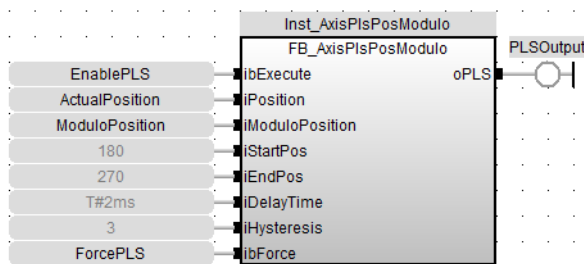 Inst_AxisPlsPosModulo
FB_AxisPlsPosModulo PLSOutput
EnablePLS ibExecute oPLS
ActualPosition iPosition
ModuloPosition iModuloPosition
180 iStartPos
270 iEndPos
T#2ms iDelayTime
3 iHysteresis
ForcePLS ibForce